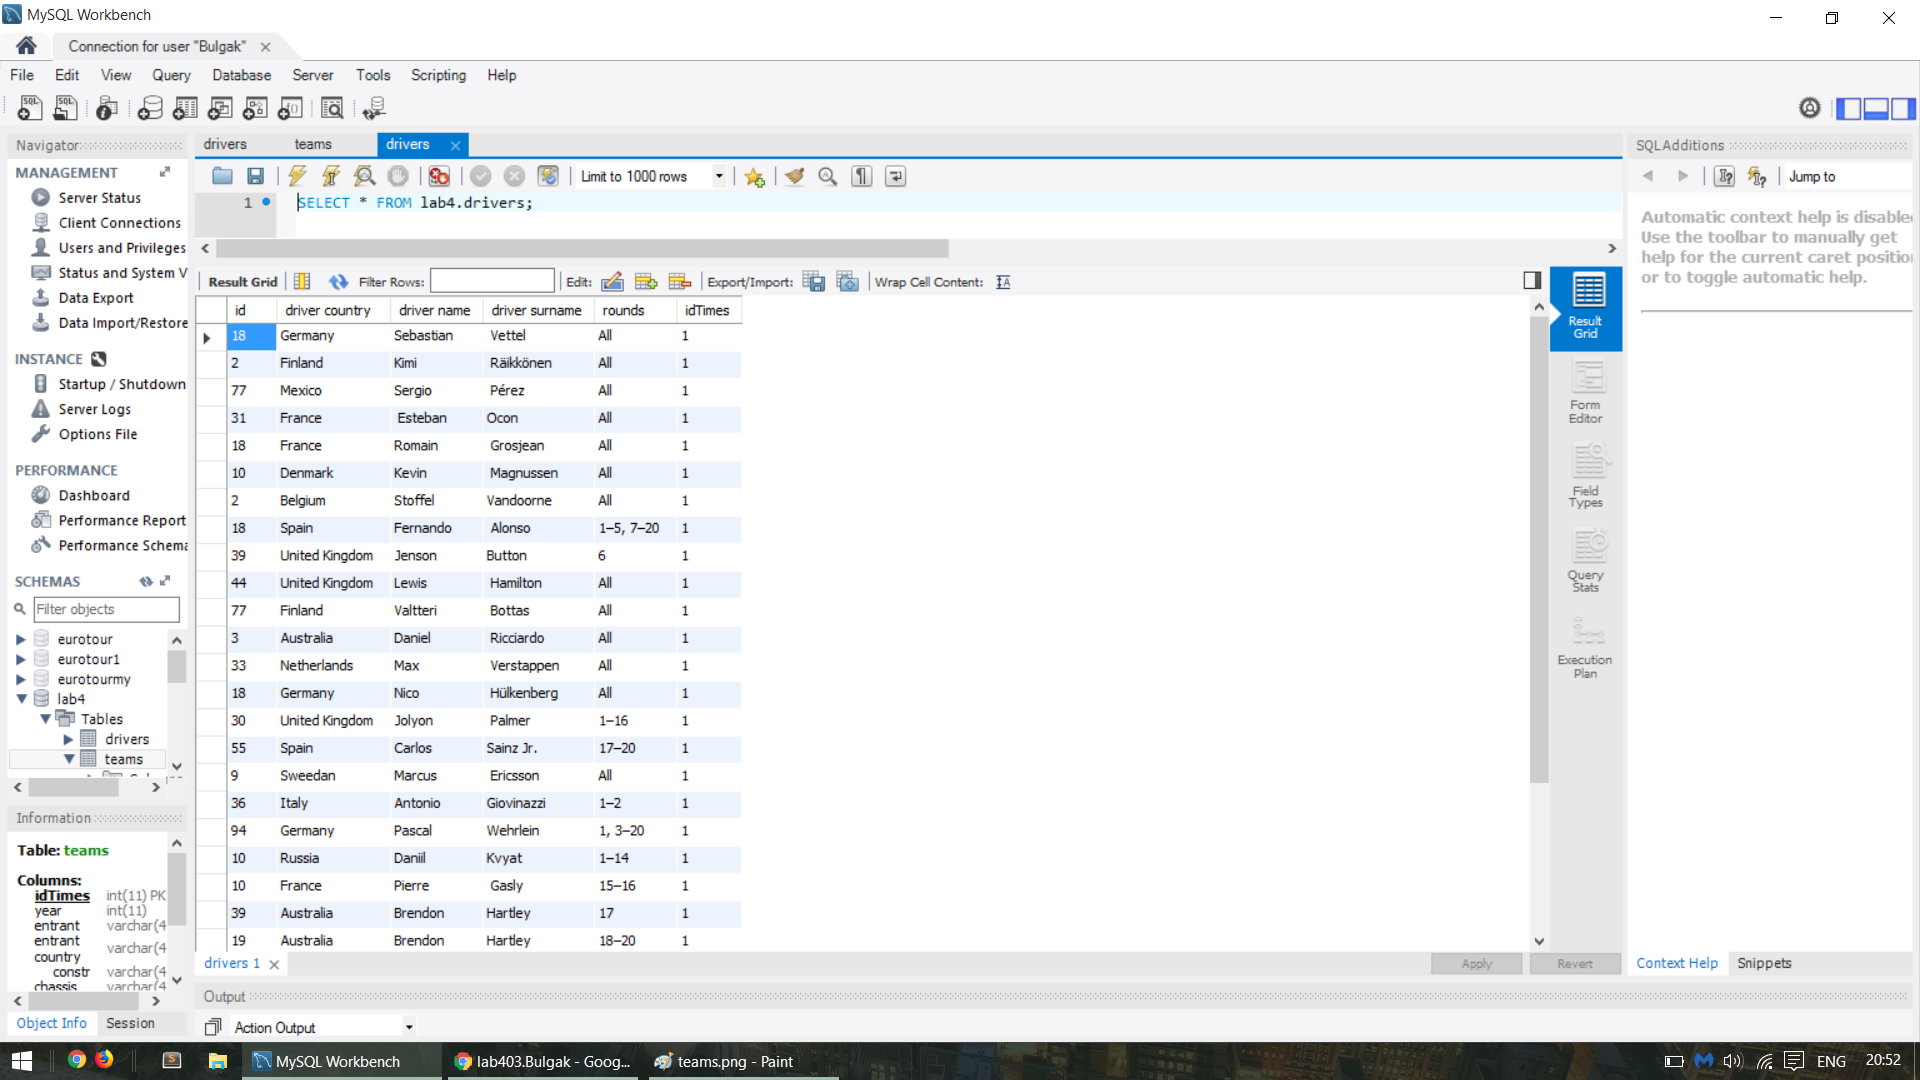 MySQL Workbench
Connection for user "Bulgak"
File Edit View Query Database Server Tools Scripting Help
Navigator
MANAGEMENT
Server Status
Client Connections
Users and Privileges
Status and System V
Data Export
Data Import/Restore
INSTANCE
Startup / Shutdown
Server Logs
Options File
PERFORMANCE
Dashboard
Performance Report
Performance Schema
SCHEMAS
Filter objects
eurotour
eurotour1
eurotourmy
lab4
Tables
drivers
teams
Information
Table: teams
Columns:
idTimes int(11) PK
year int(11)
entrant varchar(4
entrant
country varchar(4
constr varchar(4
chassis varchar(4
Object Info Session
drivers teams drivers
Limit to 1000 rows
1 SELECT * FROM lab4.drivers;
Result Grid Filter Rows: Edit: Export/Import: Wrap Cell Content:
id driver country driver name driver surname rounds idTimes
18 Germany Sebastian Vettel All 1
2 Finland Kimi Räikkönen All 1
77 Mexico Sergio Pérez All 1
31 France Esteban Ocon All 1
18 France Romain Grosjean All 1
10 Denmark Kevin Magnussen All 1
2 Belgium Stoffel Vandoorne All 1
18 Spain Fernando Alonso 1–5, 7–20 1
39 United Kingdom Jenson Button 6 1
44 United Kingdom Lewis Hamilton All 1
77 Finland Valtteri Bottas All 1
3 Australia Daniel Ricciardo All 1
33 Netherlands Max Verstappen All 1
18 Germany Nico Hülkenberg All 1
30 United Kingdom Jolyon Palmer 1–16 1
55 Spain Carlos Sainz Jr. 17–20 1
9 Sweedan Marcus Ericsson All 1
36 Italy Antonio Giovinazzi 1–2 1
94 Germany Pascal Wehrlein 1, 3–20 1
10 Russia Daniil Kvyat 1–14 1
10 France Pierre Gasly 15–16 1
39 Australia Brendon Hartley 17 1
19 Australia Brendon Hartley 18–20 1
drivers 1
Apply Revert
Output
Action Output
Result
Grid
Form
Editor
Field
Types
Query
Stats
Execution
Plan
SQLAdditions
Jump to
Automatic context help is disable
Use the toolbar to manually get
help for the current caret positio
or to toggle automatic help.
Context Help Snippets
MySQL Workbench
lab403.Bulgak - Goog...
teams.png - Paint
ENG
20:52